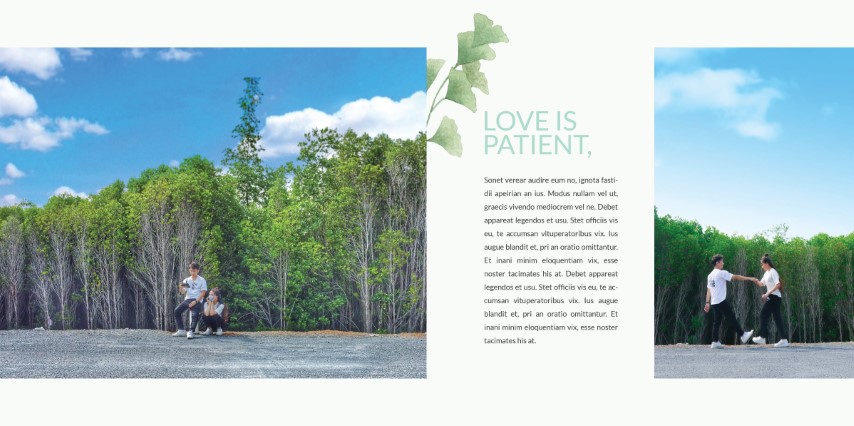 LOVE IS
PATIENT,
Sonet verear audire eum no, ignota fasti-
dii apeirian an ius. Modus nullam vel ut,
graecis vivendo mediocrem vel ne. Debet
appareat legendos et usu. Stet officiis vis
eu, te accumsan vituperatoribus vix. Ius
augue blandit et, pri an oratio omittantur.
Et inani minim eloquentiam vix, esse
noster tacimates his at. Debet appareat
legendos et usu. Stet officiis vis eu, te ac-
cumsan vituperatoribus vix. Ius augue
blandit et, pri an oratio omittantur. Et
inani minim eloquentiam vix, esse noster
tacimates his at.